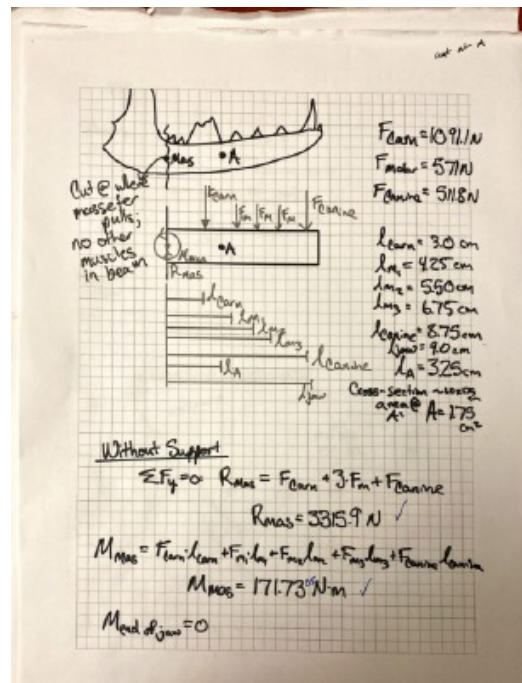 cut at A
Mas
A
Cut @ where
masseter
pulls,
no other
muscles
in beam
Fcarn
Fm Fm Fm
Fcanine
Mmas
A
Rmas
lcarn
lm1
lm2
lm3
lcanine
lA
ljaw
Fcarn = 1091.1N
Fmolar = 571N
Fcanine = 511.8N
lcarn = 3.0 cm
lm1 = 4.25 cm
lm2 = 5.50 cm
lm3 = 6.75 cm
lcanine = 8.75 cm
ljaw = 9.0 cm
lA = 3.25 cm
Cross-section
area @
A: A = 1.75
cm²
Without Support
ΣFy=0 Rmas = Fcarn + 3·Fm + Fcanine
Rmas = 3315.9 N ✓
Mmas = Fcarn·lcarn + Fm·lm + Fm2·lm2 + Fm3·lm3 + Fcanine·lcanine
Mmas = 171.73 N·m ✓
Mend of jaw = 0